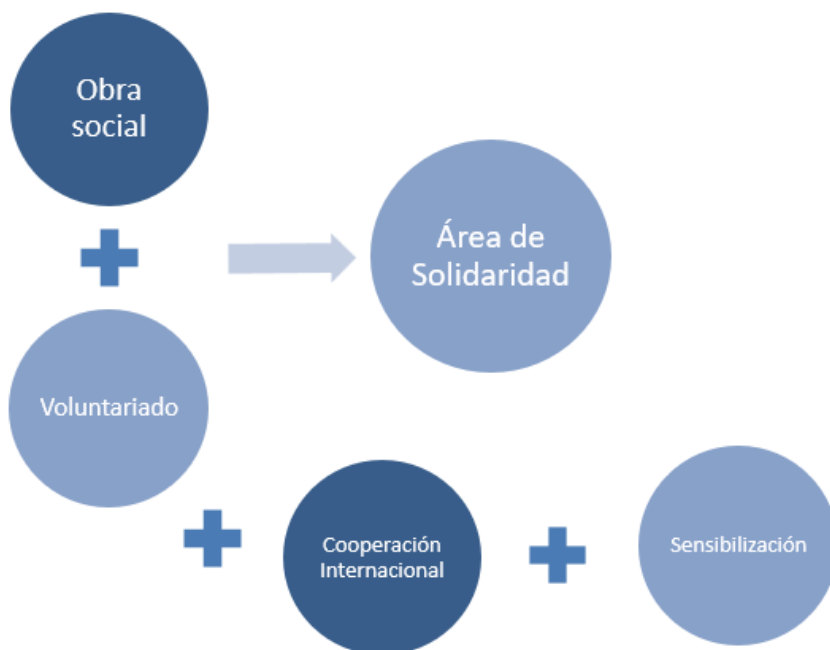 Obra
social
Área de
Solidaridad
Voluntariado
Cooperación
Internacional
Sensibilización